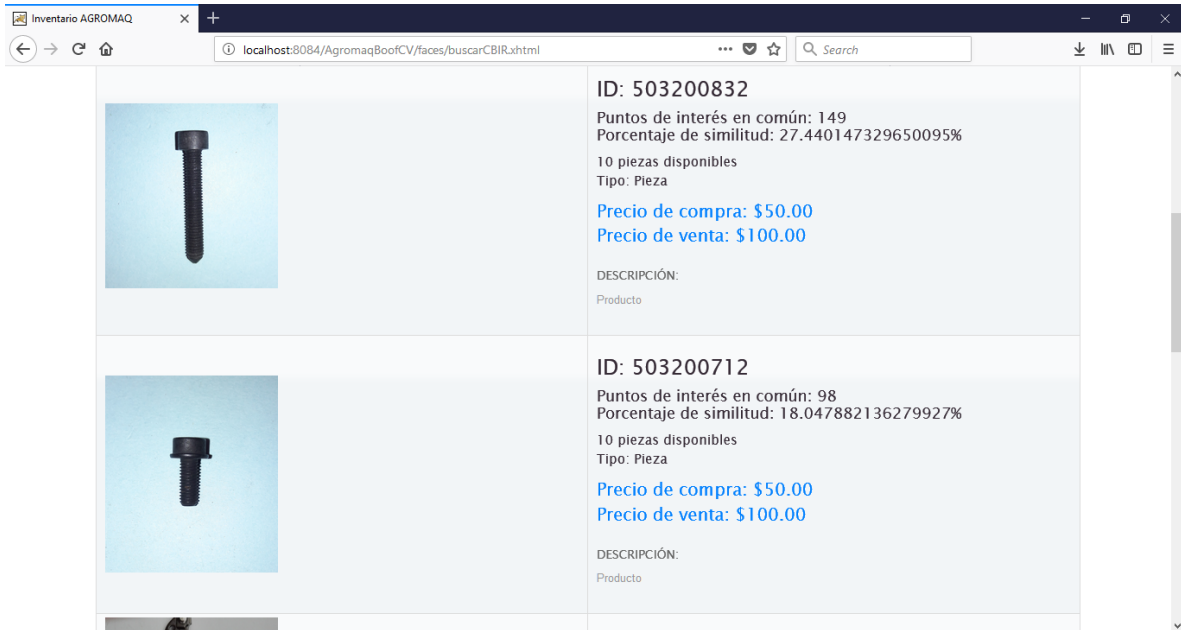 Inventario AGROMAQ
localhost:8084/AgromaqBoofCV/faces/buscarCBIR.xhtml
Search
ID: 503200832
Puntos de interés en común: 149
Porcentaje de similitud: 27.440147329650095%
10 piezas disponibles
Tipo: Pieza
Precio de compra: $50.00
Precio de venta: $100.00
DESCRIPCIÓN:
Producto
ID: 503200712
Puntos de interés en común: 98
Porcentaje de similitud: 18.047882136279927%
10 piezas disponibles
Tipo: Pieza
Precio de compra: $50.00
Precio de venta: $100.00
DESCRIPCIÓN:
Producto